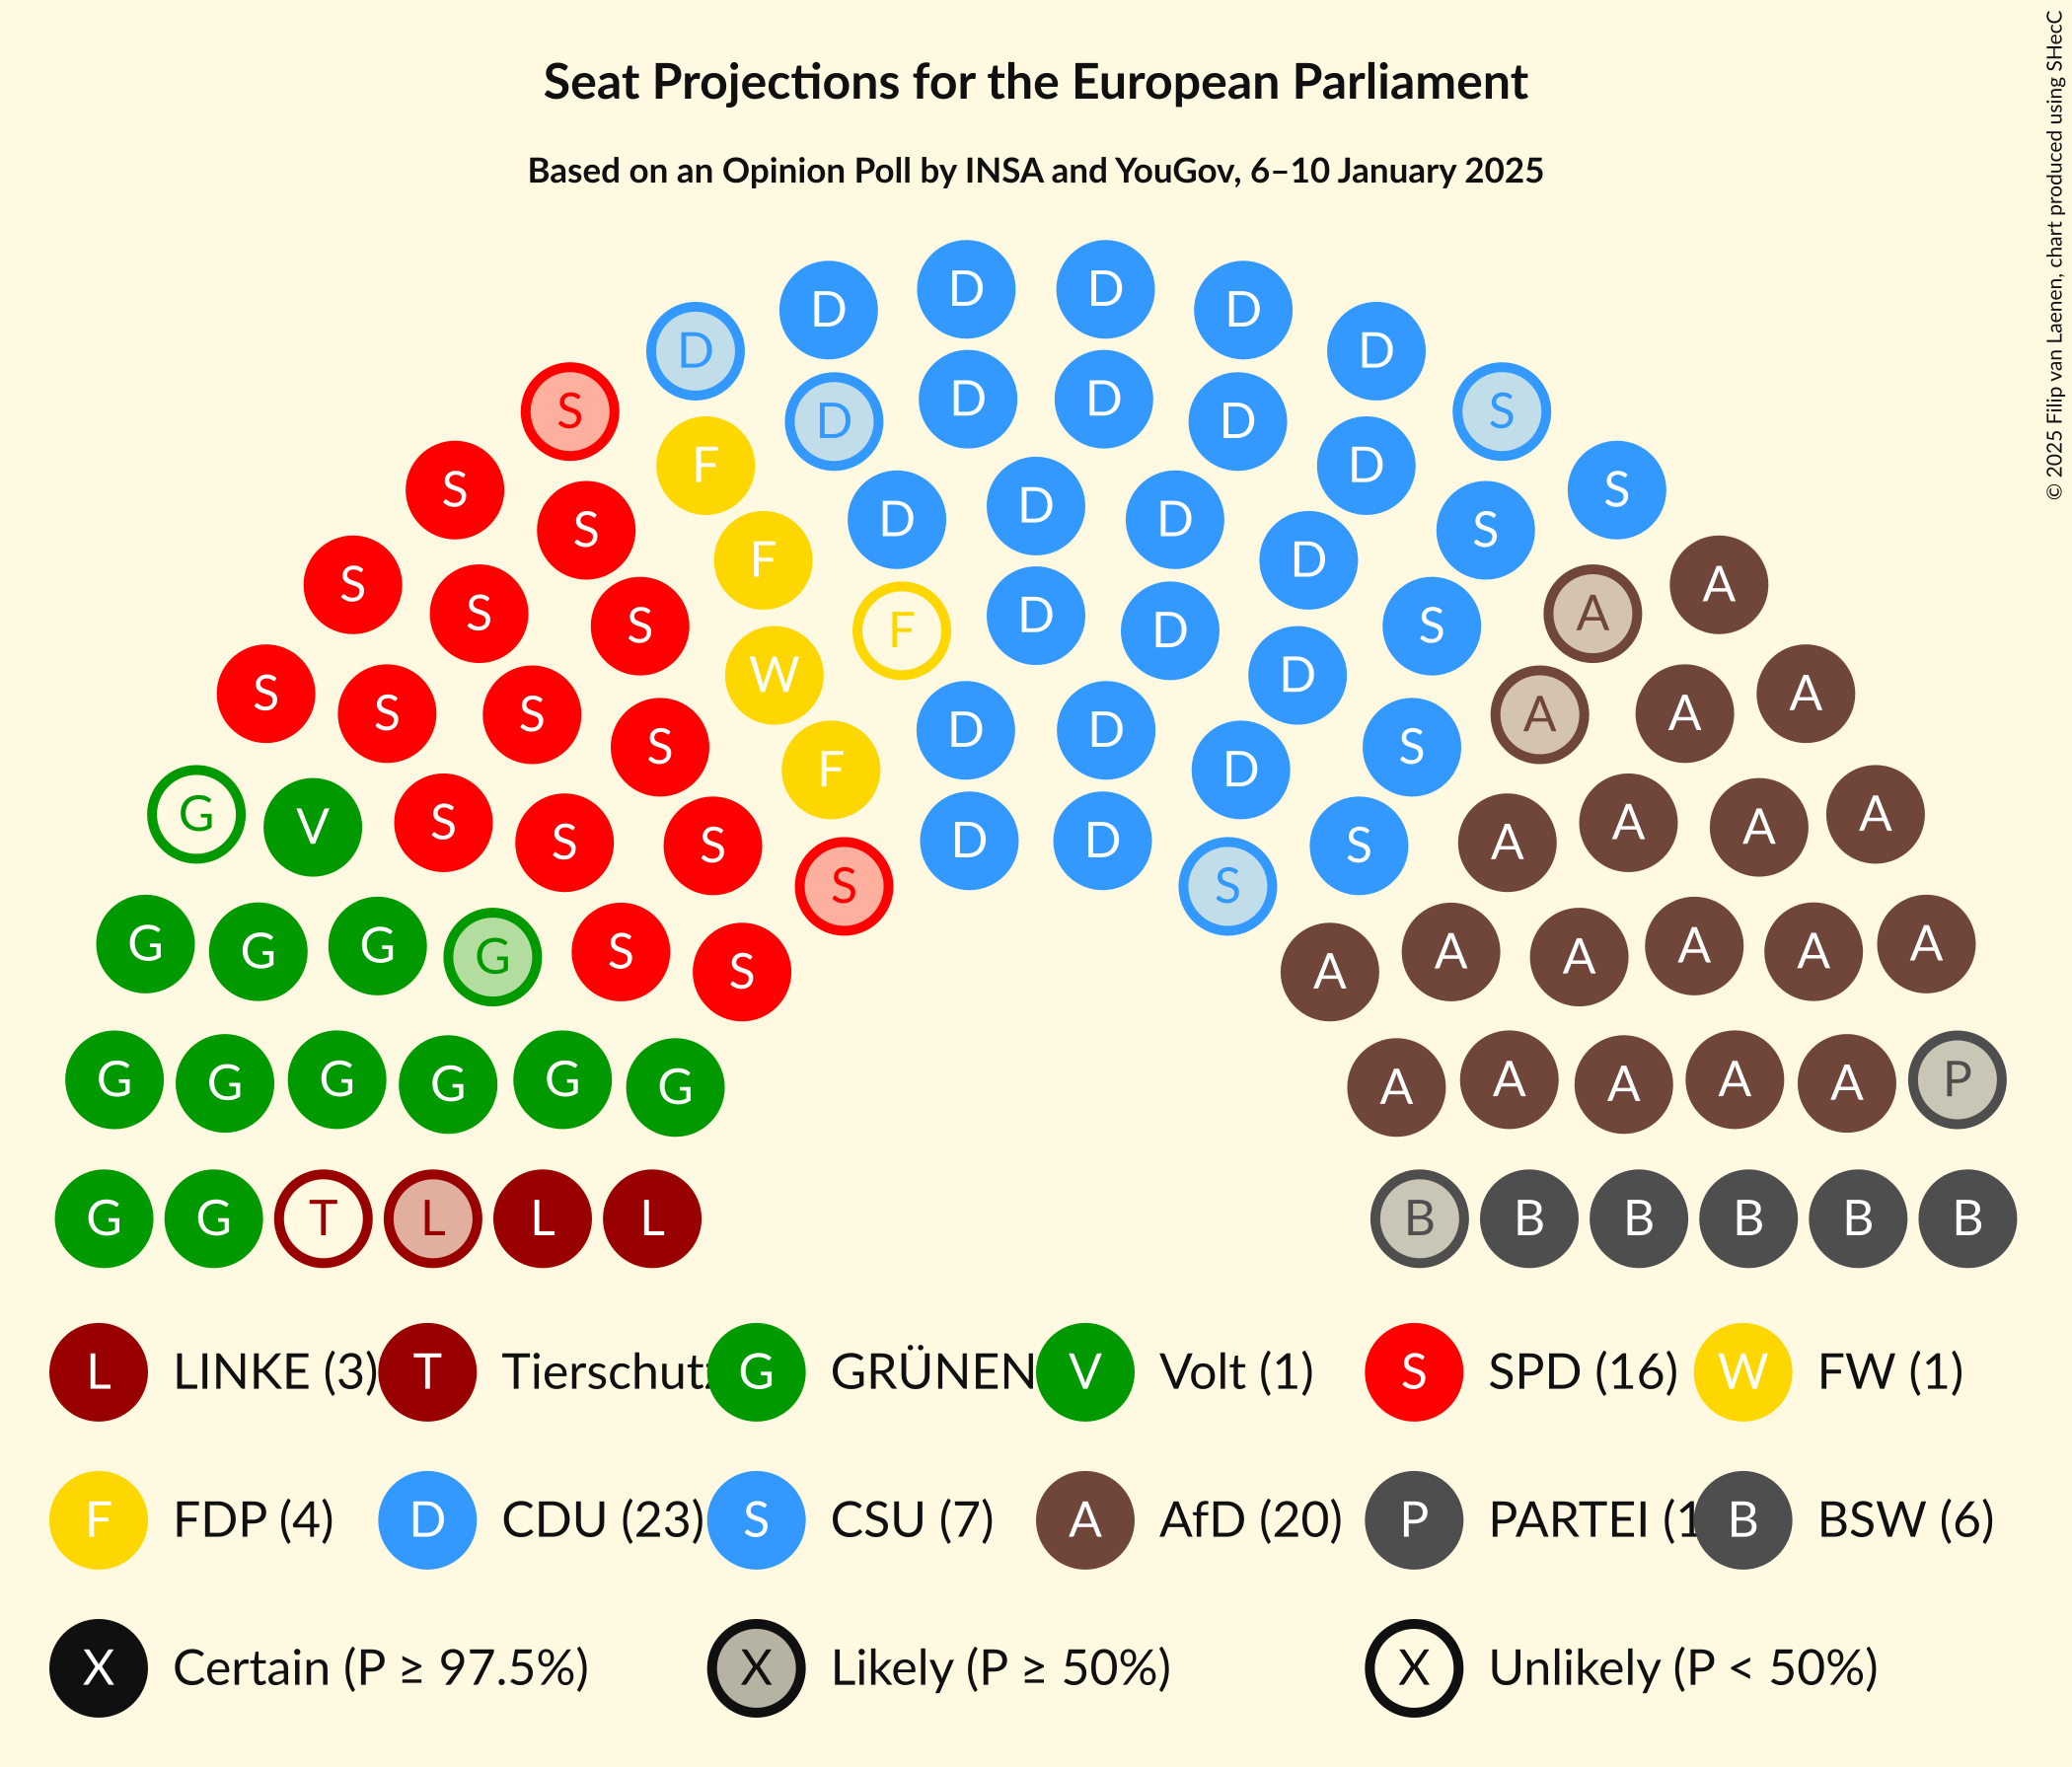 Seat Projections for the European Parliament
Based on an Opinion Poll by INSA and YouGov, 6–10 January 2025
© 2025 Filip van Laenen, chart produced using SHecC
D D D D
D D
S D D D D S
S F D D S
S F D D D D S
S S F D D S A A
S S W D D D S A A
S S S S F D D D S A A A
G V S S S S D D S S A A A A
G G G G S S A A A A A A
G G G G G G A A A A A P
G G T L L L B B B B B B
L LINKE (3) T Tierschutz G GRÜNEN V Volt (1) S SPD (16) W FW (1)
F FDP (4) D CDU (23) S CSU (7) A AfD (20) P PARTEI (1 B BSW (6)
X Certain (P ≥ 97.5%) X Likely (P ≥ 50%) X Unlikely (P < 50%)